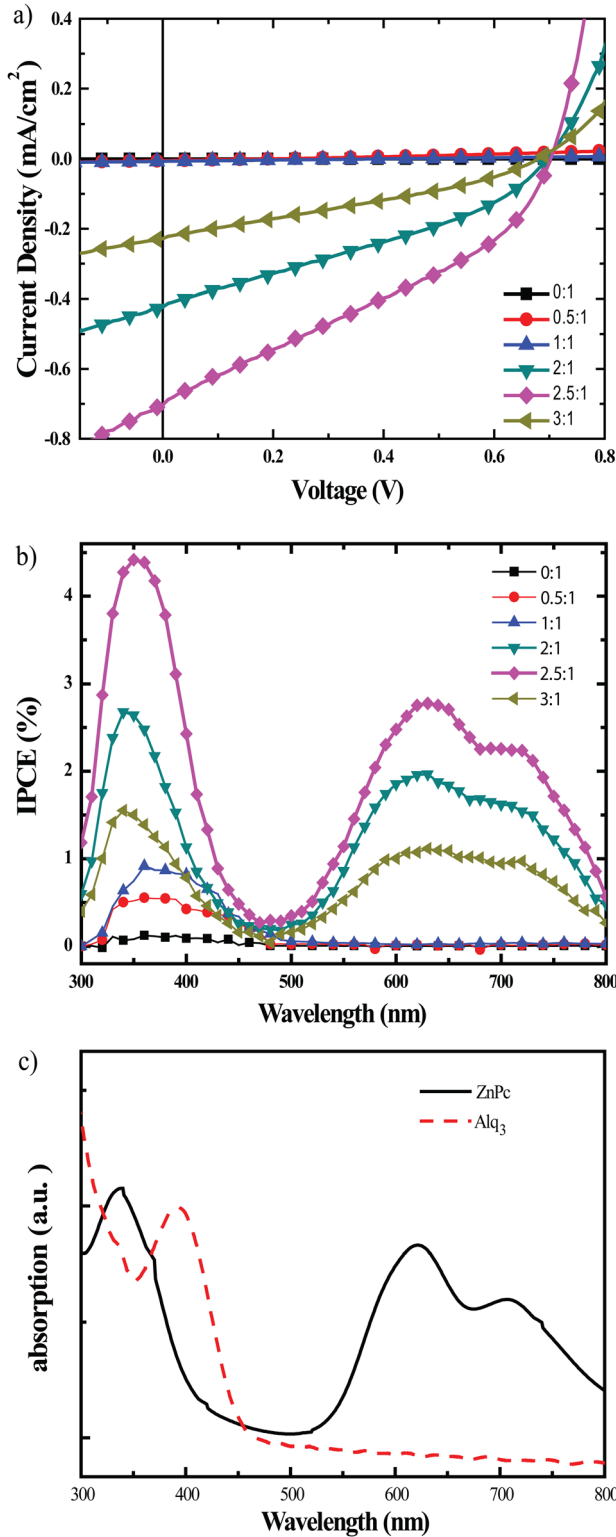 a)
0.4
0.2
0.0
-0.2
-0.4
-0.6
-0.8
Current Density (mA/cm²)
0:1
0.5:1
1:1
2:1
2.5:1
3:1
0.0 0.2 0.4 0.6 0.8
Voltage (V)
b)
4
3
2
1
0
IPCE (%)
0:1
0.5:1
1:1
2:1
2.5:1
3:1
300 400 500 600 700 800
Wavelength (nm)
c)
ZnPc
Alq₃
absorption (a.u. )
300 400 500 600 700 800
Wavelength (nm)